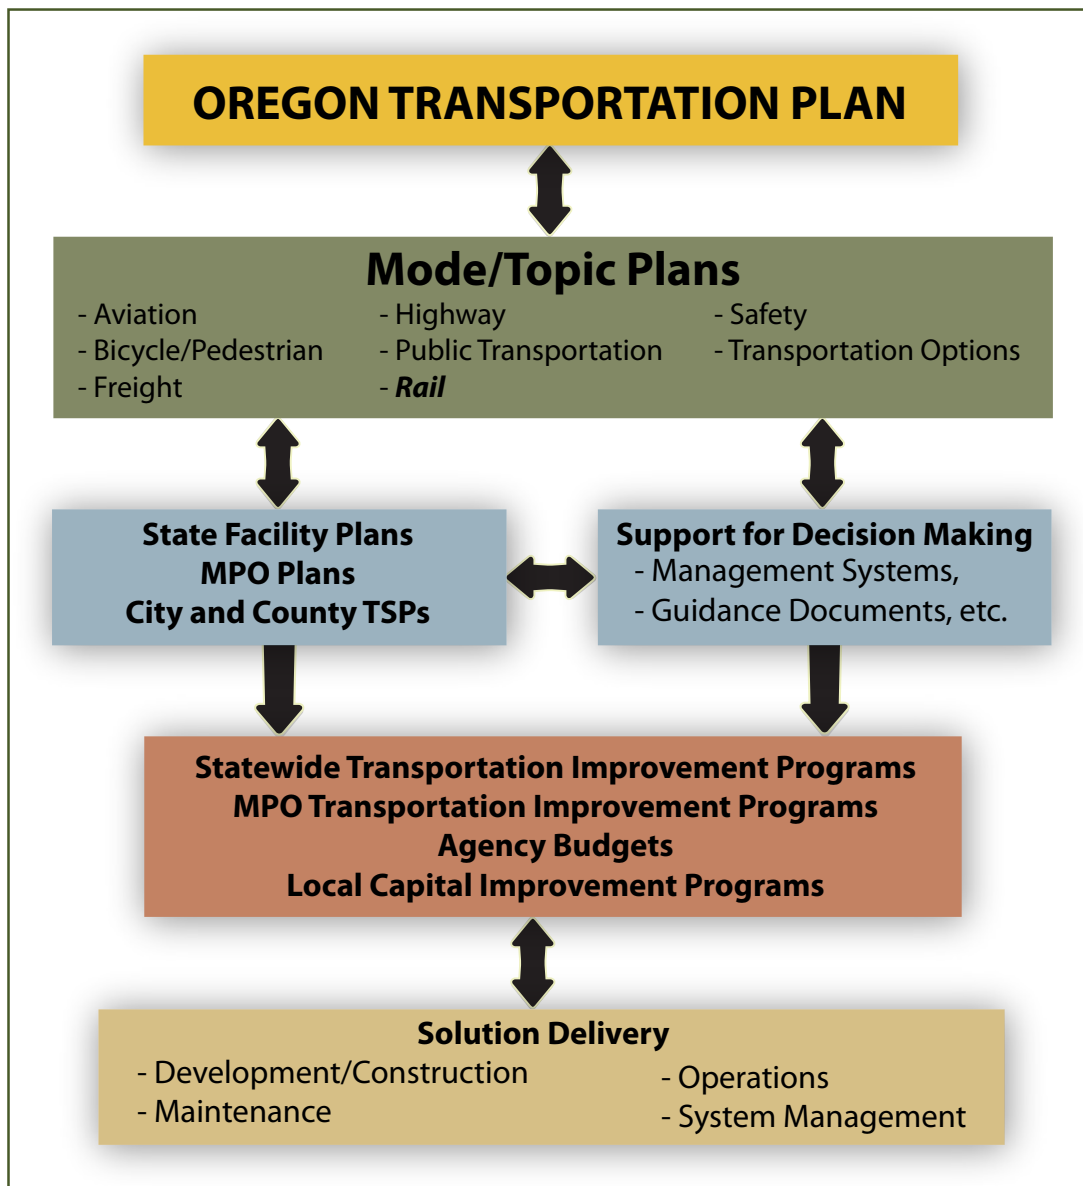 OREGON TRANSPORTATION PLAN
Mode/Topic Plans
- Aviation
- Bicycle/Pedestrian
- Freight
- Highway
- Public Transportation
- Rail
- Safety
- Transportation Options
State Facility Plans
MPO Plans
City and County TSPs
Support for Decision Making
- Management Systems,
- Guidance Documents, etc.
Statewide Transportation Improvement Programs
MPO Transportation Improvement Programs
Agency Budgets
Local Capital Improvement Programs
Solution Delivery
- Development/Construction
- Maintenance
- Operations
- System Management